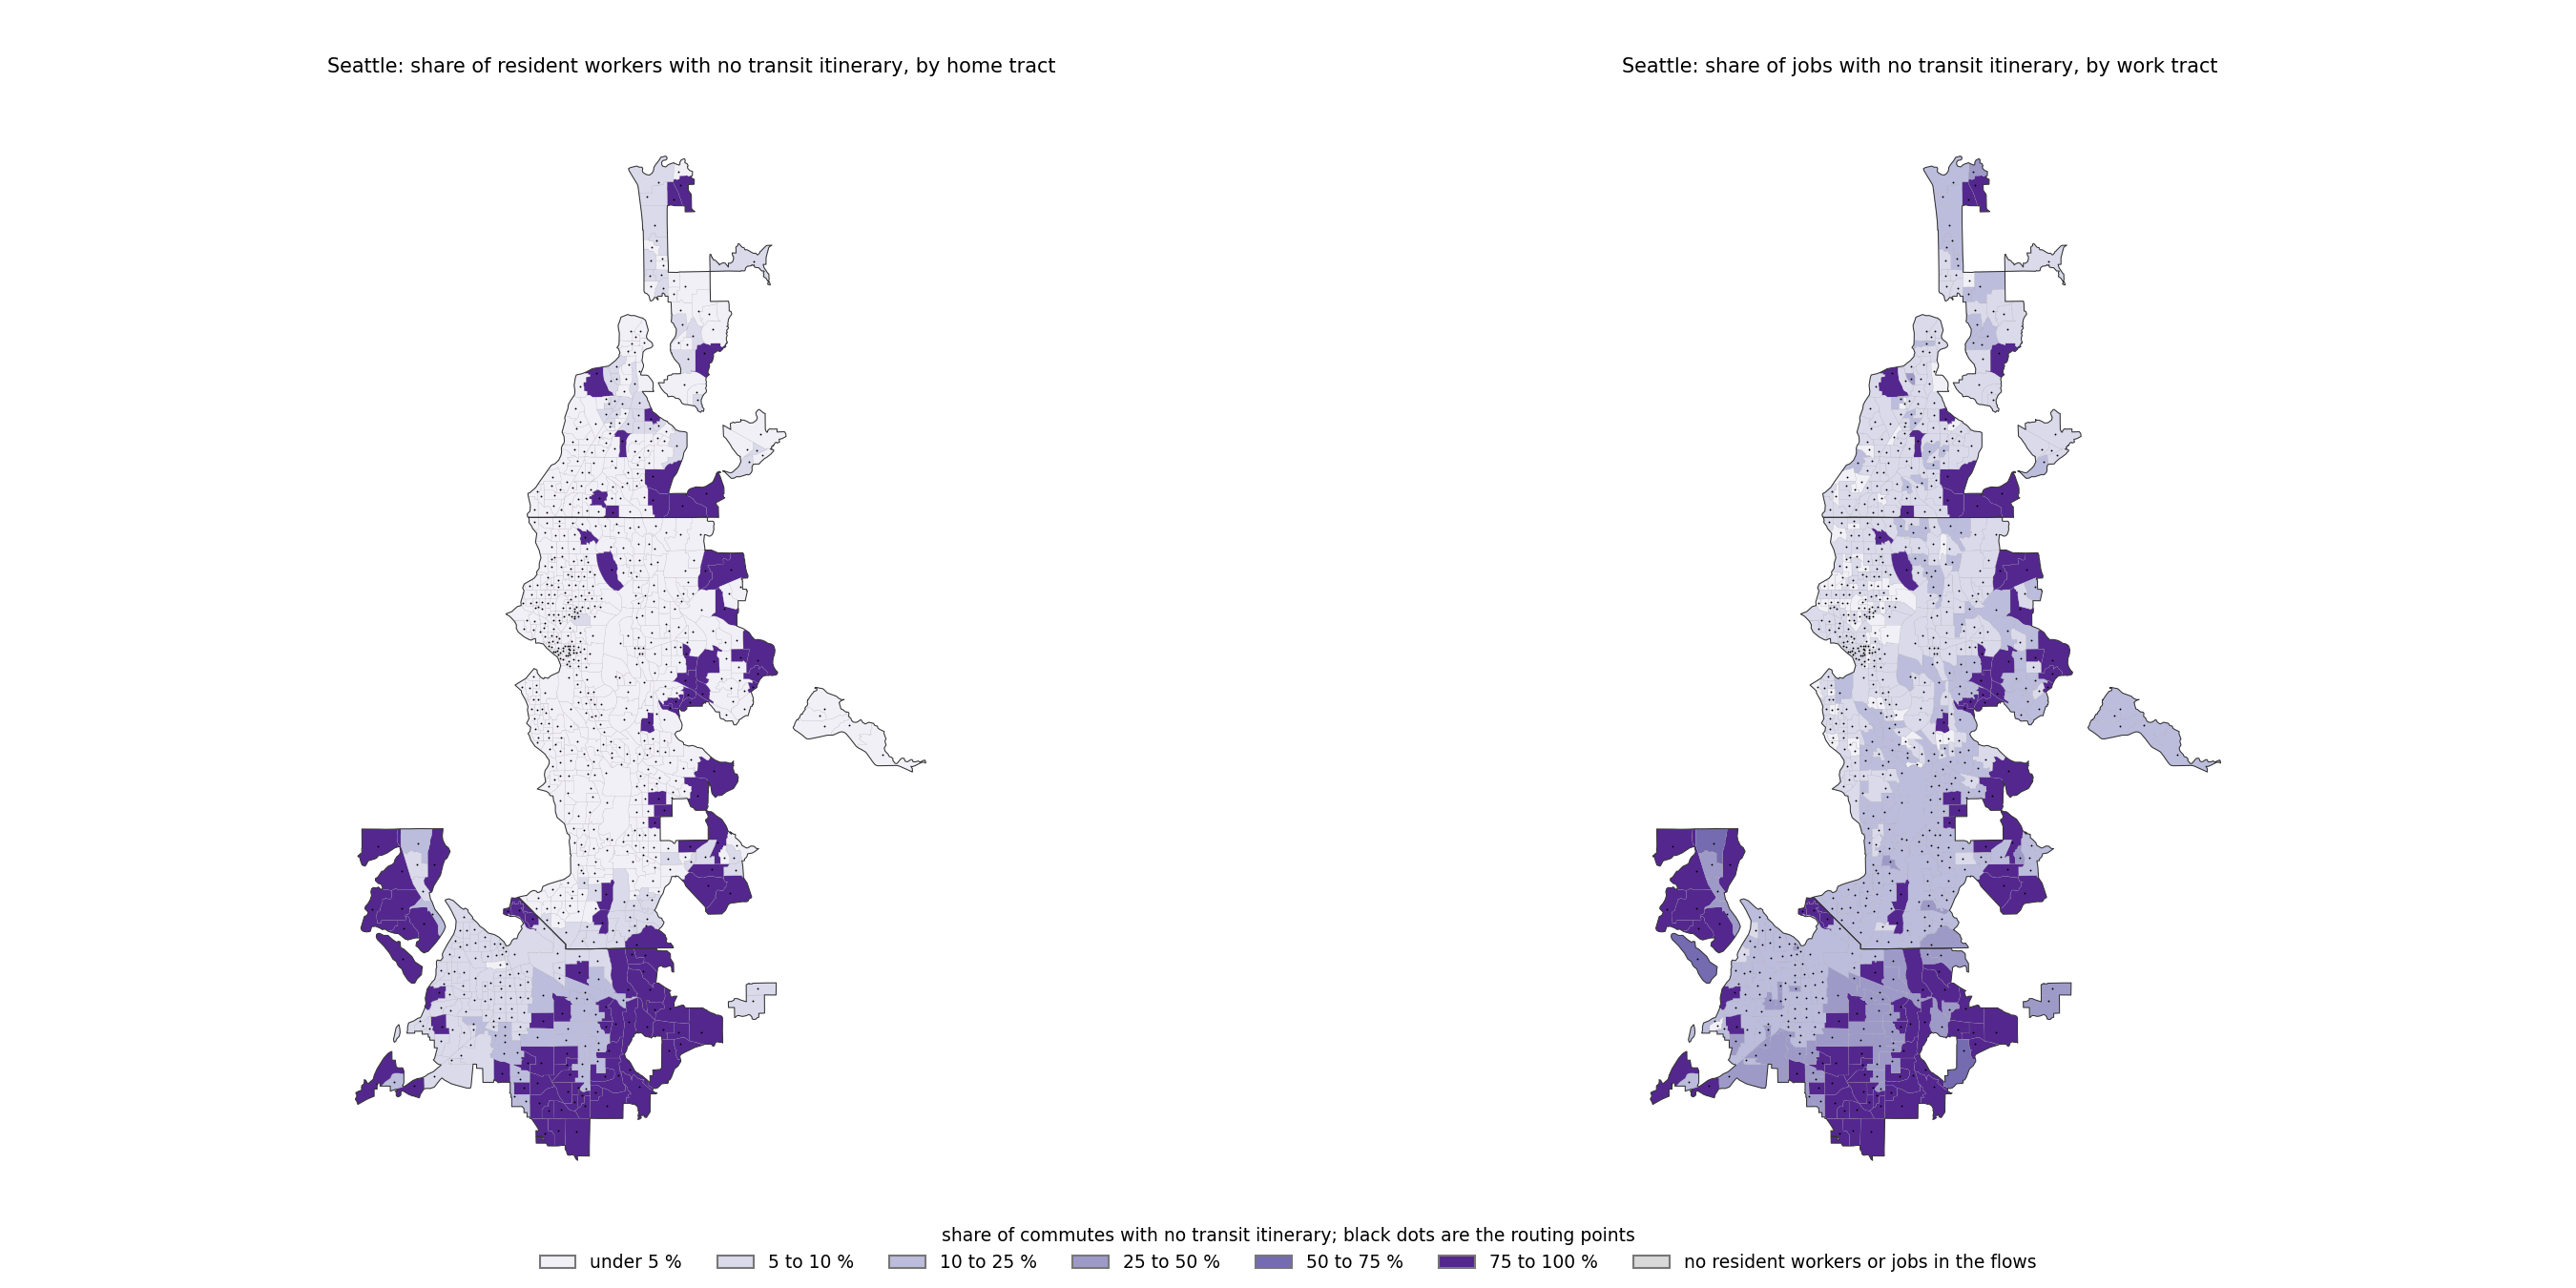 Seattle: share of resident workers with no transit itinerary, by home tract
Seattle: share of jobs with no transit itinerary, by work tract
share of commutes with no transit itinerary; black dots are the routing points
under 5 %
5 to 10 %
10 to 25 %
25 to 50 %
50 to 75 %
75 to 100 %
no resident workers or jobs in the flows